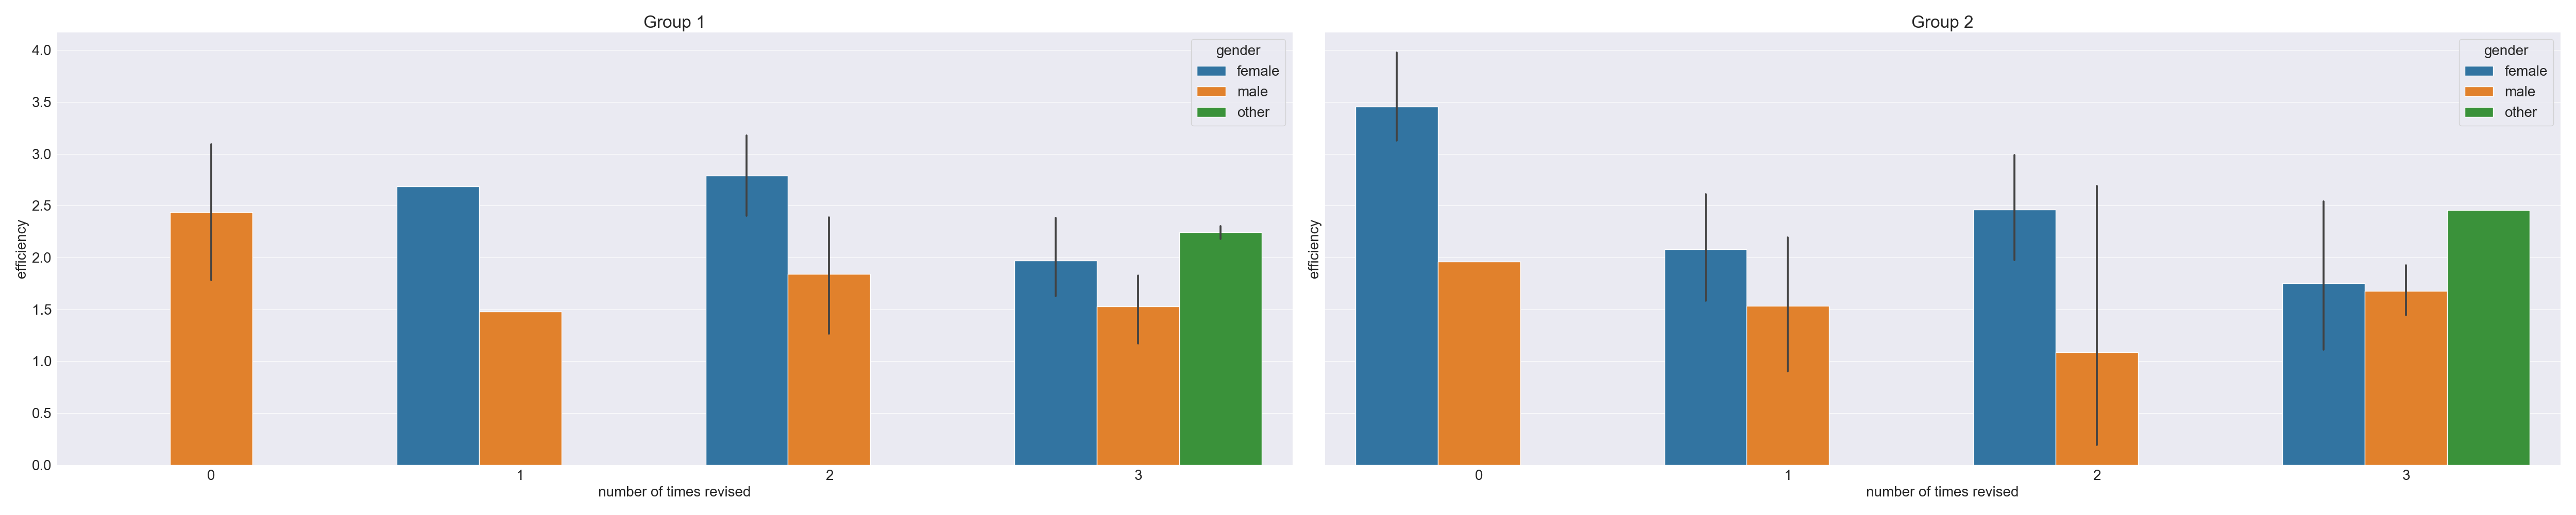 Group 1
4.0
3.5
3.0
2.5
2.0
1.5
1.0
0.5
0.0
efficiency
gender
female
male
other
0 1 2 3
number of times revised
Group 2
efficiency
gender
female
male
other
0 1 2 3
number of times revised